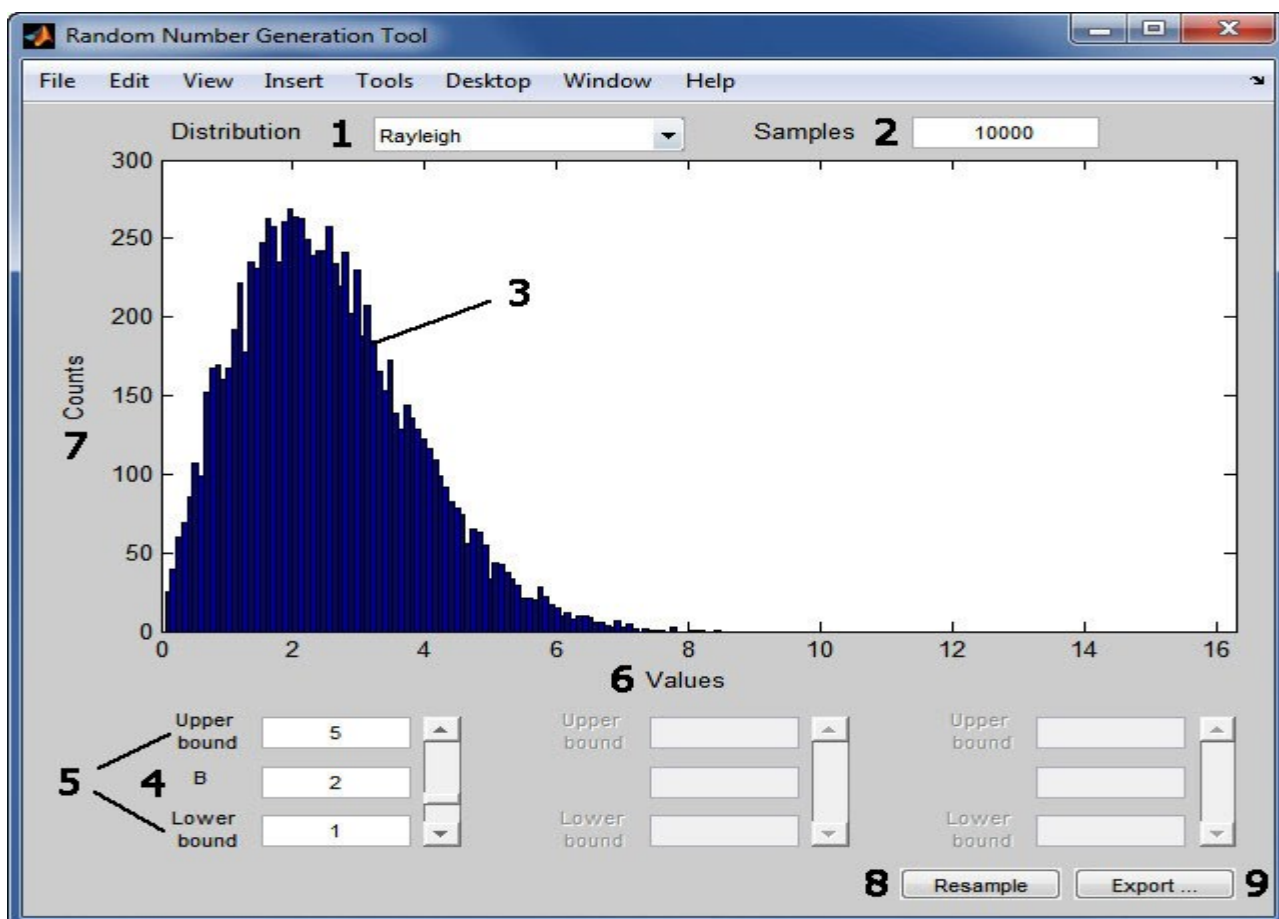 Random Number Generation Tool
File Edit View Insert Tools Desktop Window Help
Distribution 1 Rayleigh Samples 2 10000
300
250
200
150
100
50
0
3
Counts
7
0 2 4 6 8 10 12 14 16
6 Values
Upper bound 5
5
4 B 2
Lower bound 1
Upper bound
Lower bound
Upper bound
Lower bound
8 Resample Export ... 9